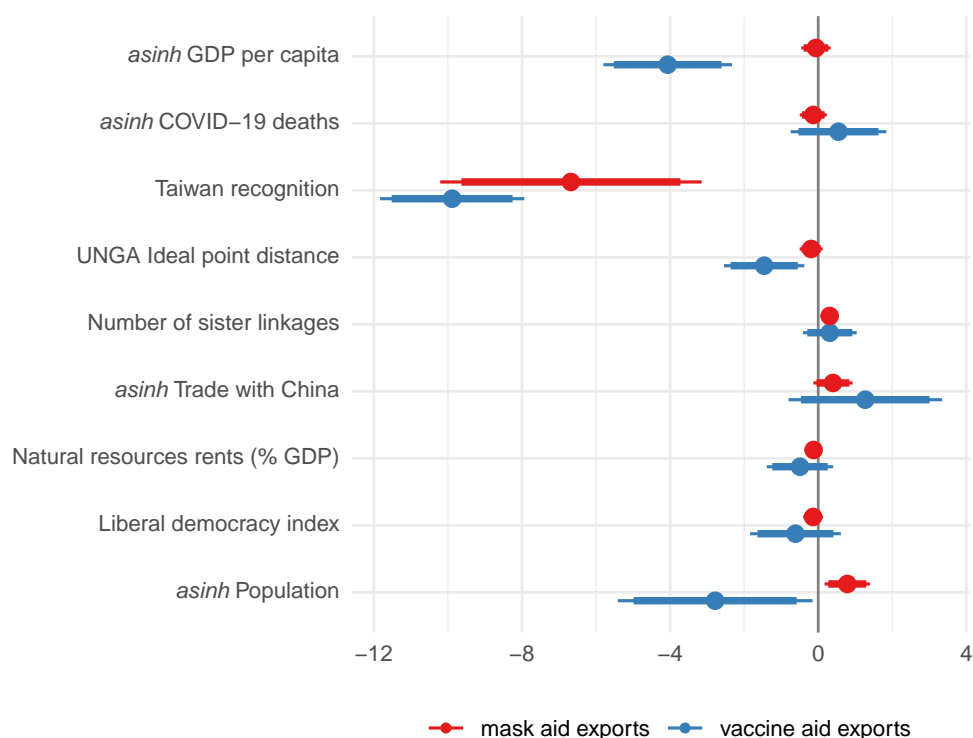 asinh GDP per capita
asinh COVID−19 deaths
Taiwan recognition
UNGA Ideal point distance
Number of sister linkages
asinh Trade with China
Natural resources rents (% GDP)
Liberal democracy index
asinh Population
−12 −8 −4 0 4
mask aid exports vaccine aid exports